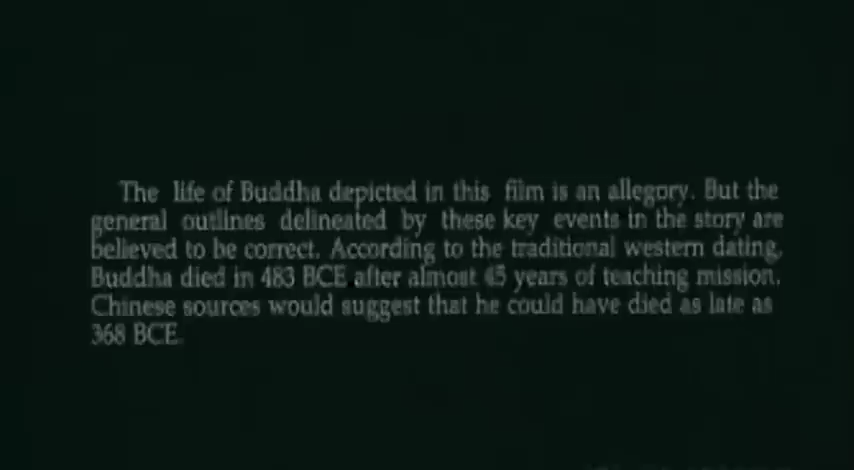 The life of Buddha depicted in this film is an allegory. But the
general outlines delineated by these key events in the story are
believed to be correct. According to the traditional western dating,
Buddha died in 483 BCE after almost 45 years of teaching mission.
Chinese sources would suggest that he could have died as late as
368 BCE.